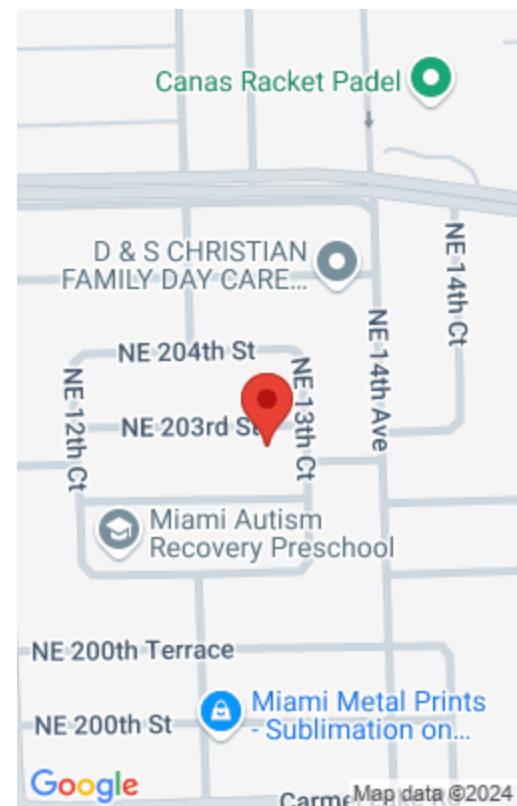 Canas Racket Padel
D & S CHRISTIAN
FAMILY DAY CARE...
NE 14th Ct
NE 14th Ave
NE 204th St
NE 13th Ct
NE 12th Ct
NE 203rd St
Miami Autism
Recovery Preschool
NE 200th Terrace
Miami Metal Prints
- Sublimation on...
NE 200th St
Google
Map data ©2024